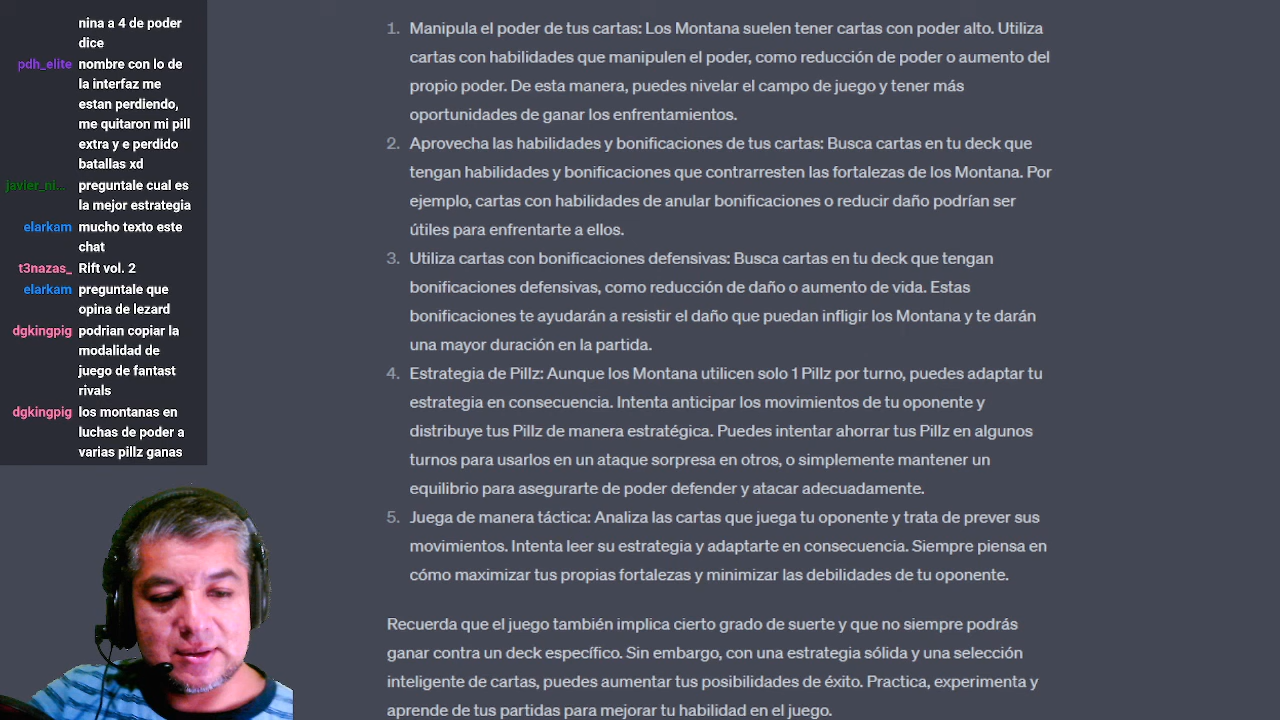 nina a 4 de poder
dice
pdh_elite nombre con lo de
la interfaz me
estan perdiendo,
me quitaron mi pill
extra y e perdido
batallas xd
javier_ni... preguntale cual es
la mejor estrategia
elarkam mucho texto este
chat
t3nazas_ Rift vol. 2
elarkam preguntale que
opina de lezard
dgkingpig podrian copiar la
modalidad de
juego de fantast
rivals
dgkingpig los montanas en
luchas de poder a
varias pillz ganas
1. Manipula el poder de tus cartas: Los Montana suelen tener cartas con poder alto. Utiliza
cartas con habilidades que manipulen el poder, como reducción de poder o aumento del
propio poder. De esta manera, puedes nivelar el campo de juego y tener más
oportunidades de ganar los enfrentamientos.
2. Aprovecha las habilidades y bonificaciones de tus cartas: Busca cartas en tu deck que
tengan habilidades y bonificaciones que contrarresten las fortalezas de los Montana. Por
ejemplo, cartas con habilidades de anular bonificaciones o reducir daño podrían ser
útiles para enfrentarte a ellos.
3. Utiliza cartas con bonificaciones defensivas: Busca cartas en tu deck que tengan
bonificaciones defensivas, como reducción de daño o aumento de vida. Estas
bonificaciones te ayudarán a resistir el daño que puedan infligir los Montana y te darán
una mayor duración en la partida.
4. Estrategia de Pillz: Aunque los Montana utilicen solo 1 Pillz por turno, puedes adaptar tu
estrategia en consecuencia. Intenta anticipar los movimientos de tu oponente y
distribuye tus Pillz de manera estratégica. Puedes intentar ahorrar tus Pillz en algunos
turnos para usarlos en un ataque sorpresa en otros, o simplemente mantener un
equilibrio para asegurarte de poder defender y atacar adecuadamente.
5. Juega de manera táctica: Analiza las cartas que juega tu oponente y trata de prever sus
movimientos. Intenta leer su estrategia y adaptarte en consecuencia. Siempre piensa en
cómo maximizar tus propias fortalezas y minimizar las debilidades de tu oponente.
Recuerda que el juego también implica cierto grado de suerte y que no siempre podrás
ganar contra un deck específico. Sin embargo, con una estrategia sólida y una selección
inteligente de cartas, puedes aumentar tus posibilidades de éxito. Practica, experimenta y
aprende de tus partidas para mejorar tu habilidad en el juego.